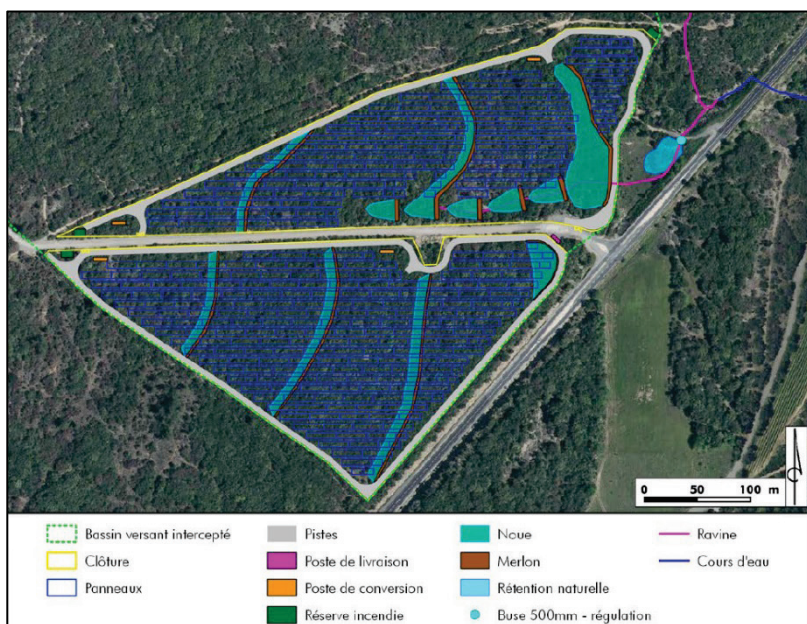 0 50 100 m
Bassin versant intercepté
Pistes
Noue
Ravine
Clôture
Poste de livraison
Merlon
Cours d'eau
Panneaux
Poste de conversion
Rétention naturelle
Réserve incendie
Buse 500mm - régulation